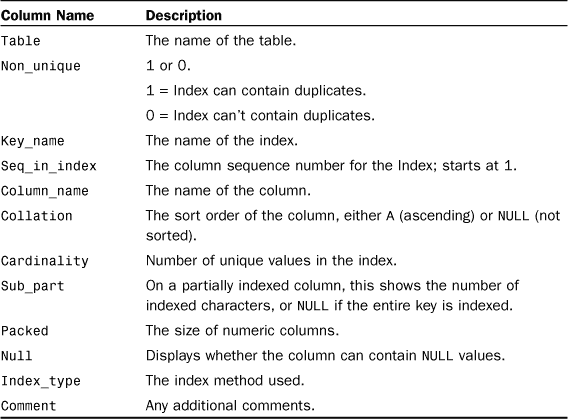 Column Name Description
Table The name of the table.
Non_unique 1 or 0.
1 = Index can contain duplicates.
0 = Index can't contain duplicates.
Key_name The name of the index.
Seq_in_index The column sequence number for the Index; starts at 1.
Column_name The name of the column.
Collation The sort order of the column, either A (ascending) or NULL (not
sorted).
Cardinality Number of unique values in the index.
Sub_part On a partially indexed column, this shows the number of
indexed characters, or NULL if the entire key is indexed.
Packed The size of numeric columns.
Null Displays whether the column can contain NULL values.
Index_type The index method used.
Comment Any additional comments.